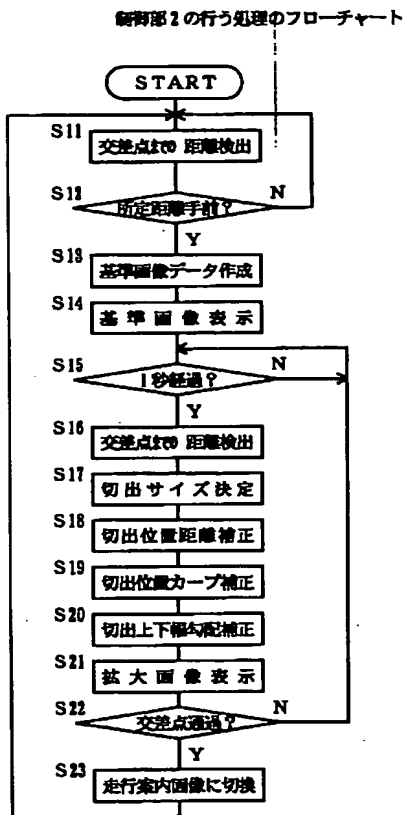 制御部2の行う処理のフローチャート
START
S11
交差点まで距離検出
S12
所定距離手前?
N
Y
S13
基準画像データ作成
S14
基準画像表示
S15
1秒経過?
N
Y
S16
交差点まで距離検出
S17
切出サイズ決定
S18
切出位置距離補正
S19
切出位置カーブ補正
S20
切出上下幅勾配補正
S21
拡大画像表示
S22
交差点通過?
N
Y
S23
走行案内画像に切換